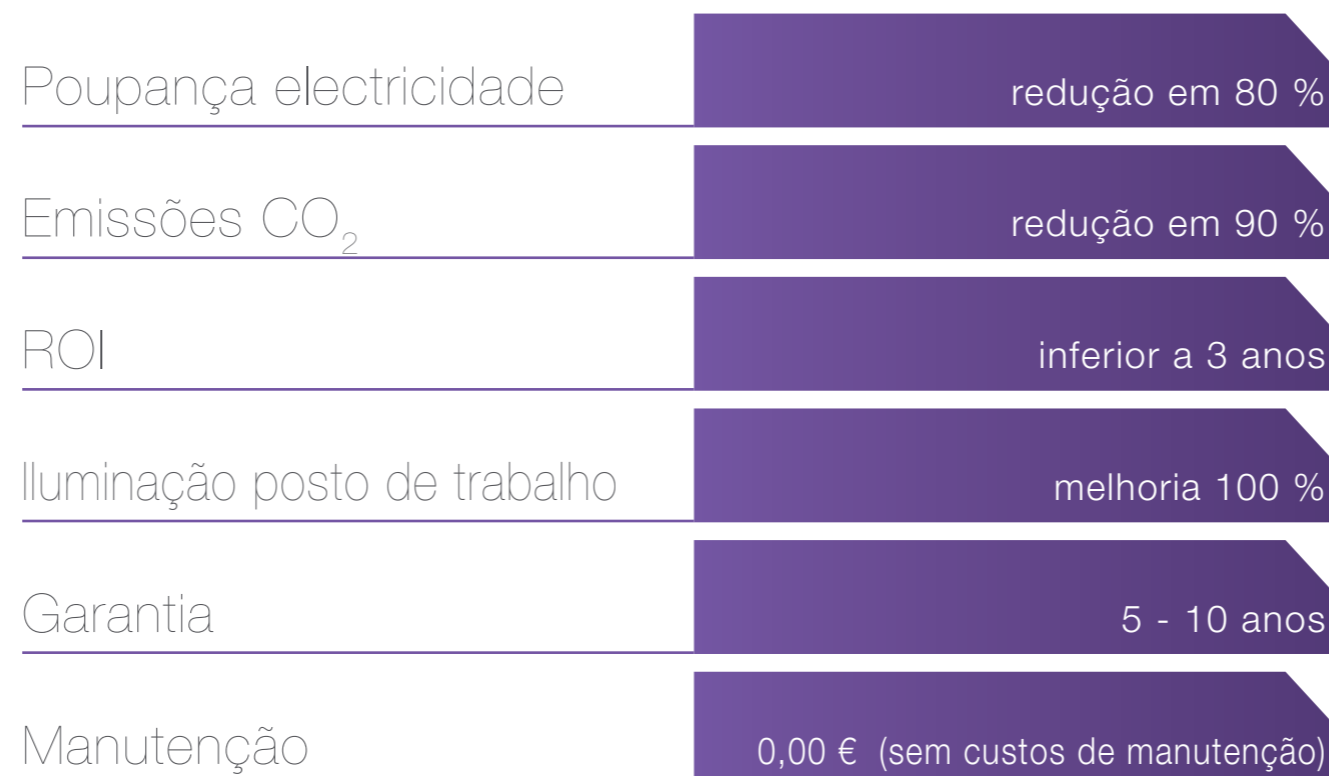 Poupança electricidade redução em 80 %
Emissões CO₂ redução em 90 %
ROI inferior a 3 anos
Iluminação posto de trabalho melhoria 100 %
Garantia 5 - 10 anos
Manutenção 0,00 € (sem custos de manutenção)